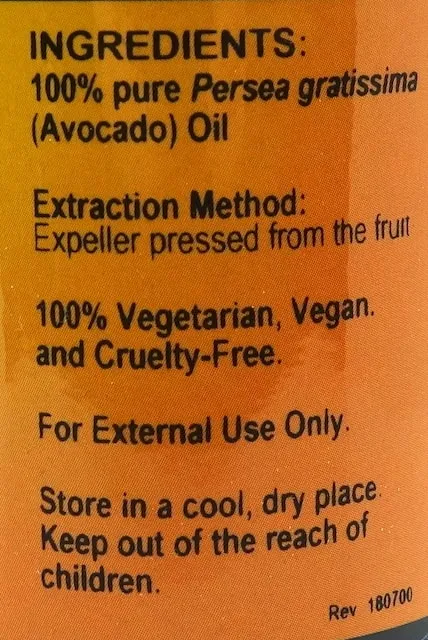 INGREDIENTS:
100% pure Persea gratissima
(Avocado) Oil
Extraction Method:
Expeller pressed from the fruit
100% Vegetarian, Vegan.
and Cruelty-Free.
For External Use Only.
Store in a cool, dry place.
Keep out of the reach of
children.
Rev 180700